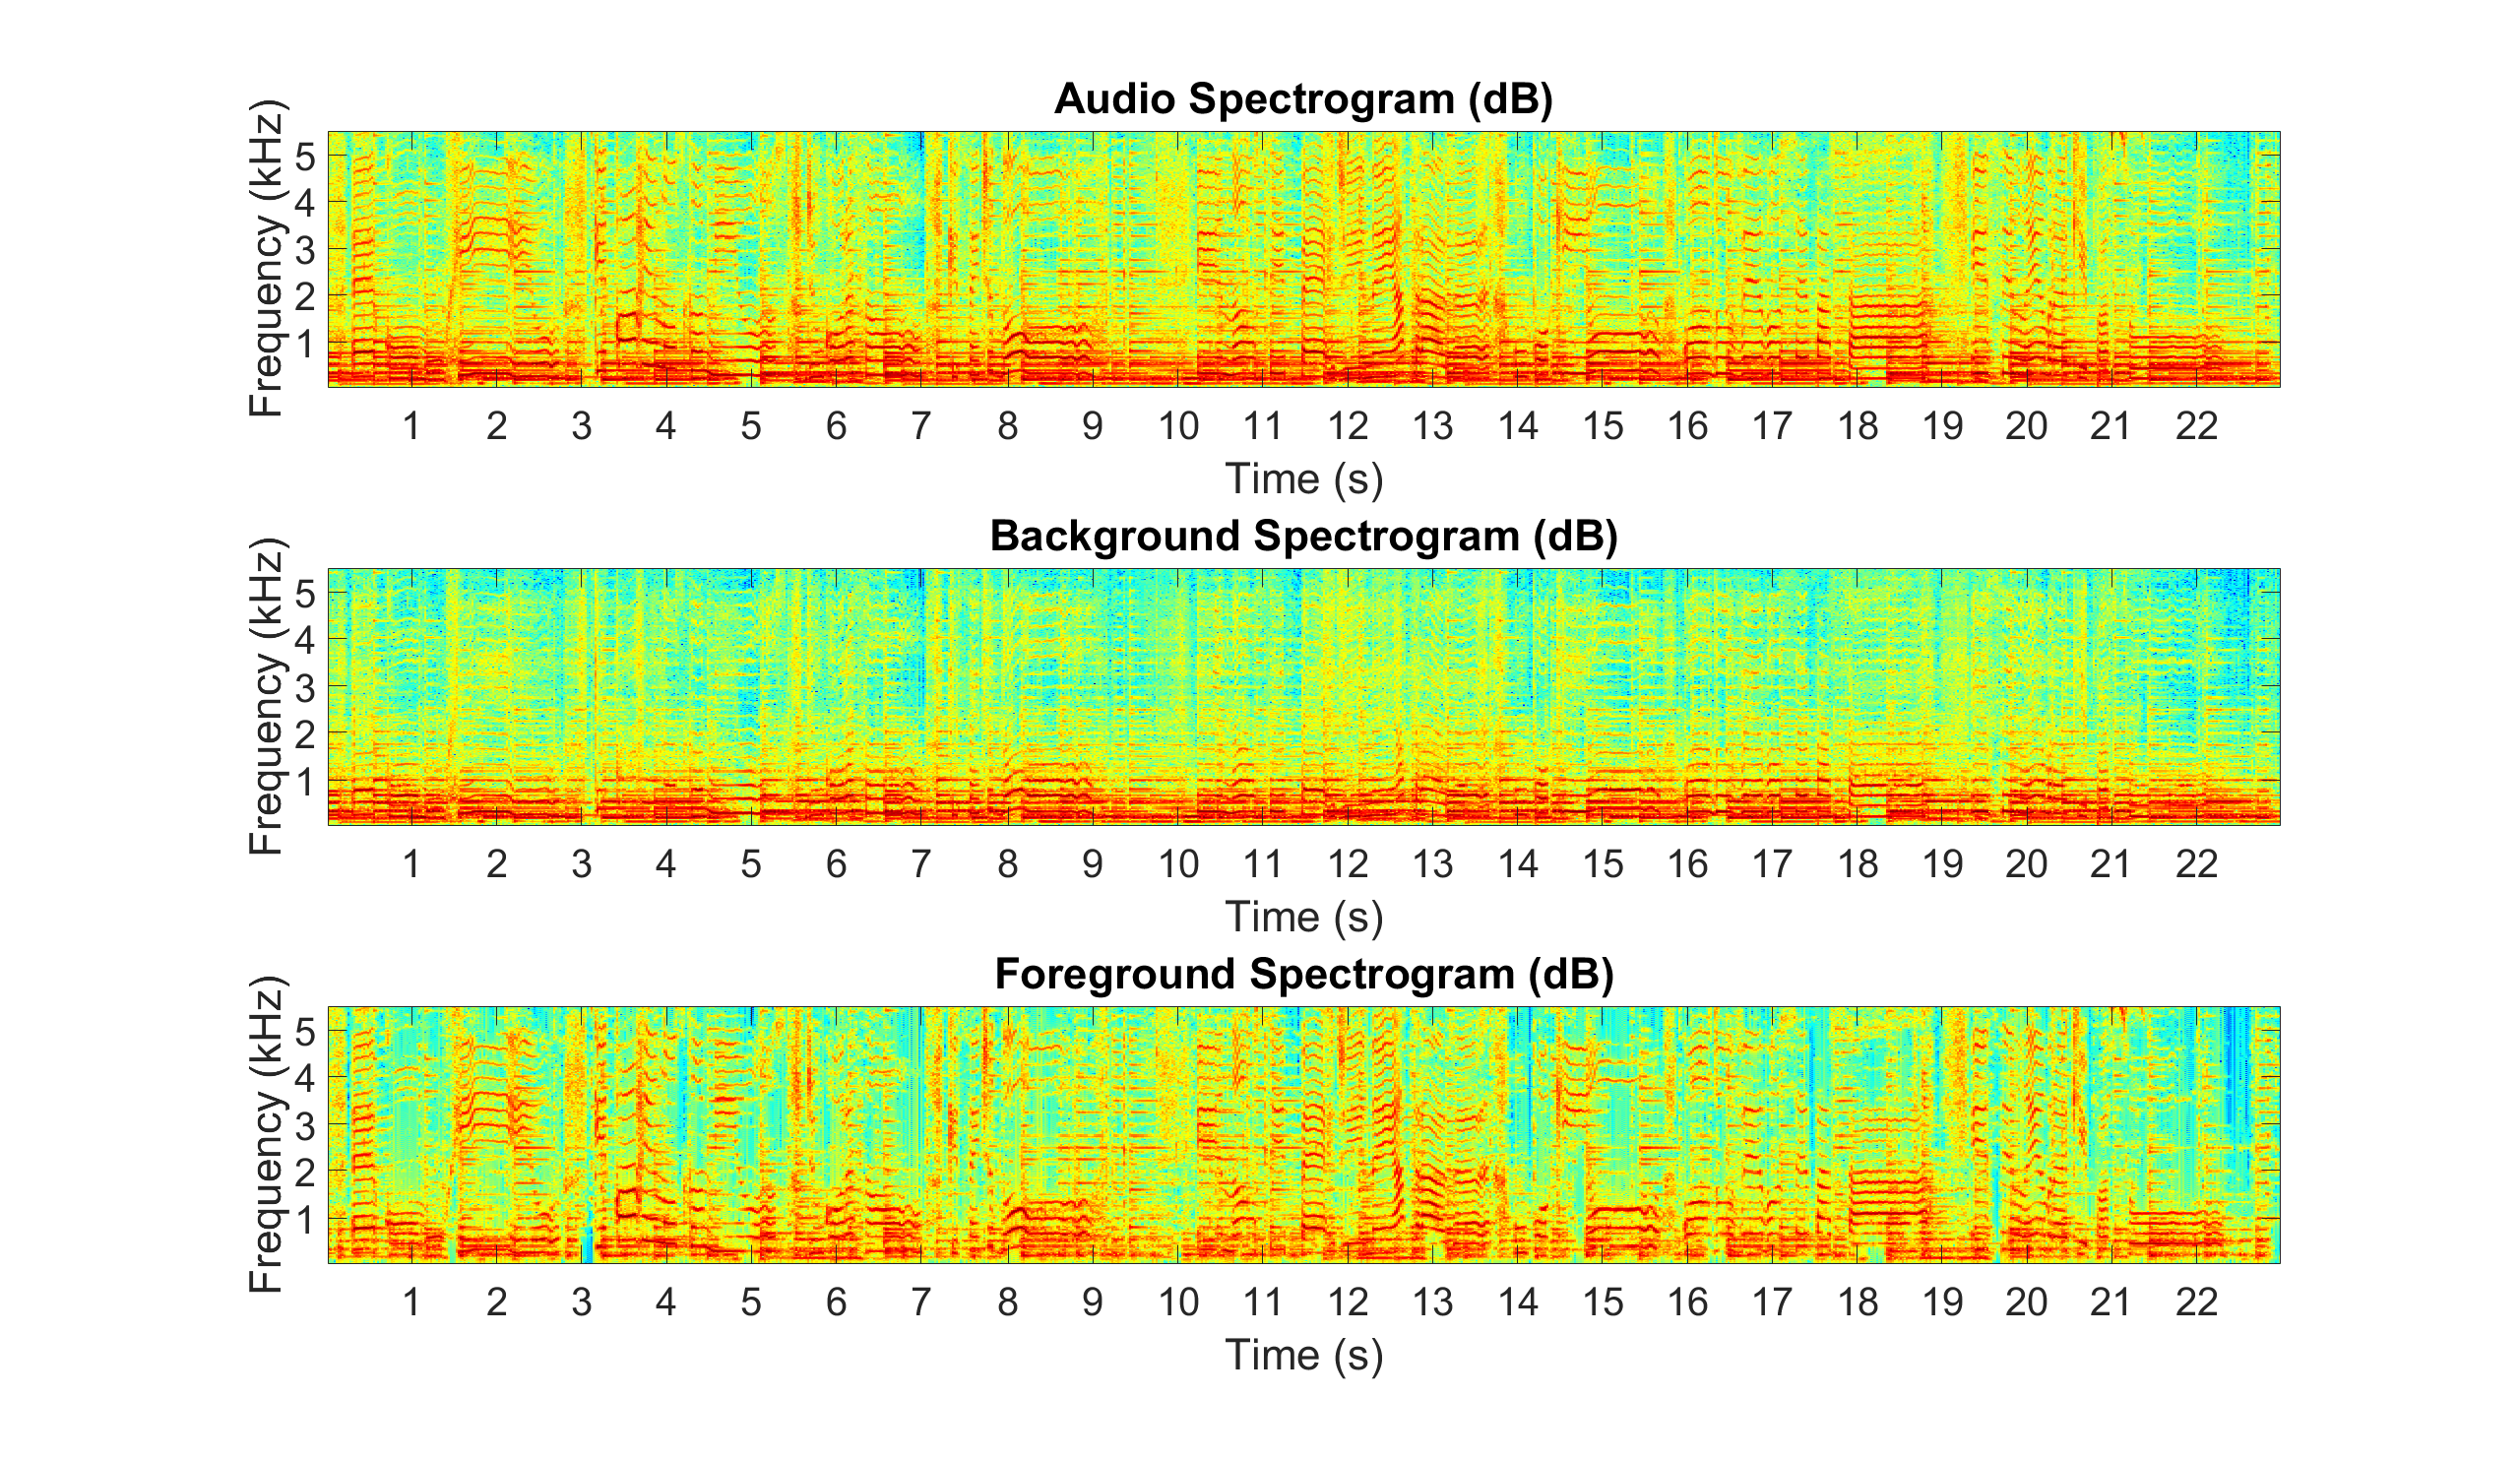 Audio Spectrogram (dB)
Frequency (kHz)
5
4
3
2
1
1 2 3 4 5 6 7 8 9 10 11 12 13 14 15 16 17 18 19 20 21 22
Time (s)
Background Spectrogram (dB)
Frequency (kHz)
5
4
3
2
1
1 2 3 4 5 6 7 8 9 10 11 12 13 14 15 16 17 18 19 20 21 22
Time (s)
Foreground Spectrogram (dB)
Frequency (kHz)
5
4
3
2
1
1 2 3 4 5 6 7 8 9 10 11 12 13 14 15 16 17 18 19 20 21 22
Time (s)